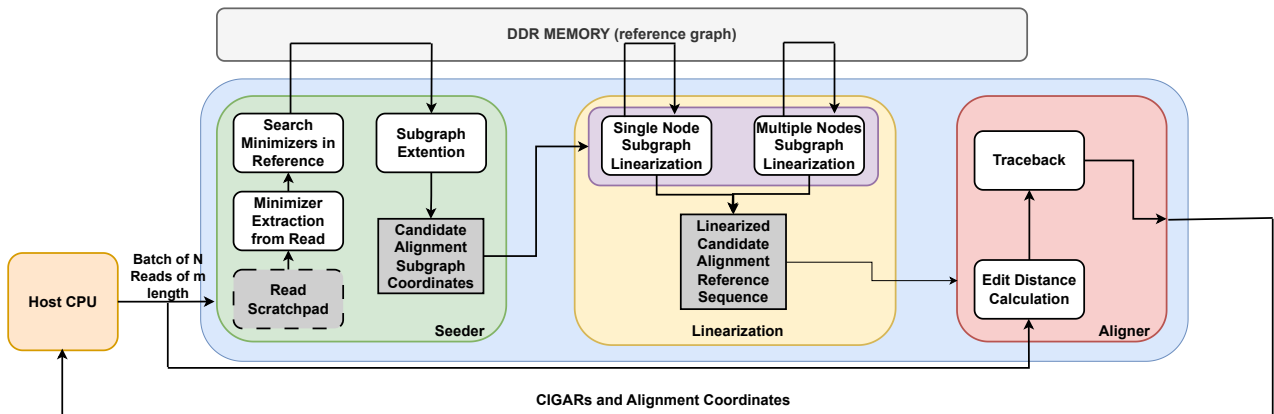 DDR MEMORY (reference graph)
Search
Minimizers in
Reference
Subgraph
Extention
Minimizer
Extraction
from Read
Candidate
Alignment
Subgraph
Coordinates
Read
Scratchpad
Seeder
Single Node
Subgraph
Linearization
Multiple Nodes
Subgraph
Linearization
Linearized
Candidate
Alignment
Reference
Sequence
Linearization
Traceback
Edit Distance
Calculation
Aligner
Host CPU
Batch of N
Reads of m
length
CIGARs and Alignment Coordinates